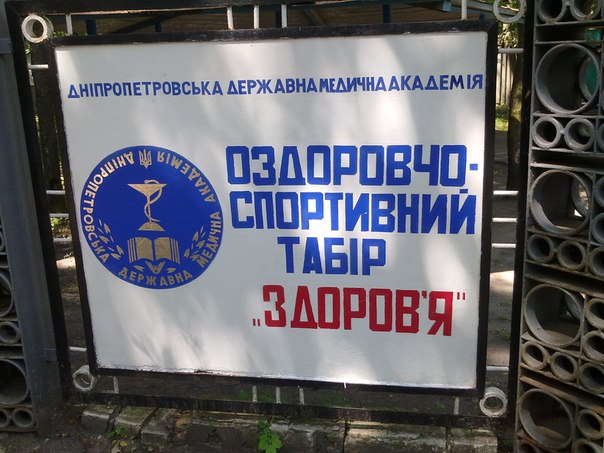 ДНІПРОПЕТРОВСЬКА ДЕРЖАВНА МЕДИЧНА АКАДЕМІЯ
ДНІПРОПЕТРОВСЬКА ДЕРЖАВНА МЕДИЧНА АКАДЕМІЯ
ОЗДОРОВЧО-
СПОРТИВНИЙ
ТАБІР
„ЗДОРОВ'Я"